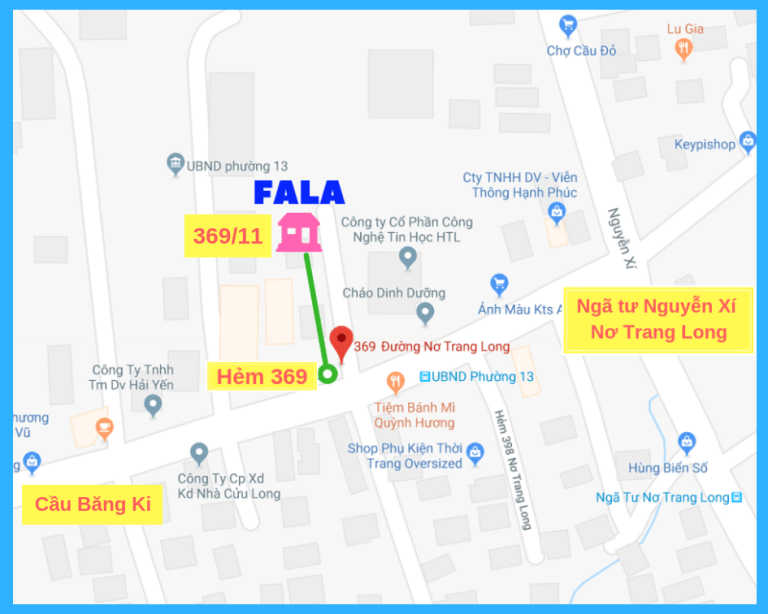 Lu Gia
Chợ Cầu Đỏ
Keypishop
UBND phường 13
Cty TNHH DV - Viễn
Thông Hạnh Phúc
FALA
369/11
Công ty Cổ Phần Công
Nghệ Tin Học HTL
Nguyễn Xí
Cháo Dinh Dưỡng
Ảnh Màu Kts
Ngã tư Nguyễn Xí
Nơ Trang Long
369 Đường Nơ Trang Long
Hẻm 369
UBND Phường 13
Công Ty Tnhh
Tm Dv Hải Yến
Tiệm Bánh Mì
Quỳnh Hương
hương
Vũ
g
Shop Phụ Kiện Thời
Trang Oversized
Hẻm 398 Nơ Trang Long
Hùng Biển Số
Công Ty Cp Xd
Kd Nhà Cửu Long
Cầu Băng Ki
Ngã Tư Nơ Trang Long